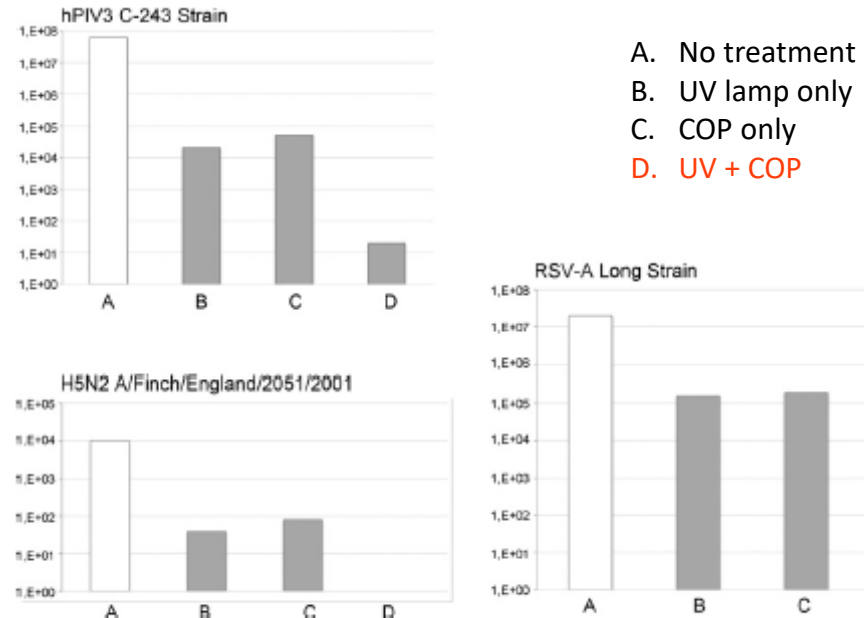 hPIV3 C-243 Strain
1,E+08
1,E+07
1,E+06
1,E+05
1,E+04
1,E+03
1,E+02
1,E+01
1,E+00
A B C D
A. No treatment
B. UV lamp only
C. COP only
D. UV + COP
H5N2 A/Finch/England/2051/2001
1,E+05
1,E+04
1,E+03
1,E+02
1,E+01
1,E+00
A B C D
RSV-A Long Strain
1,E+08
1,E+07
1,E+06
1,E+05
1,E+04
1,E+03
1,E+02
1,E+01
1,E+00
A B C